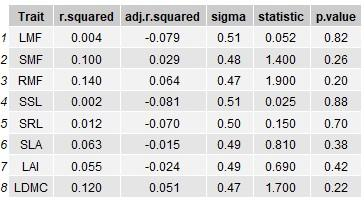 Trait r.squared adj.r.squared sigma statistic p.value
1 LMF 0.004 -0.079 0.51 0.052 0.82
2 SMF 0.100 0.029 0.48 1.400 0.26
3 RMF 0.140 0.064 0.47 1.900 0.20
4 SSL 0.002 -0.081 0.51 0.025 0.88
5 SRL 0.012 -0.070 0.50 0.150 0.70
6 SLA 0.063 -0.015 0.49 0.810 0.38
7 LAI 0.055 -0.024 0.49 0.690 0.42
8 LDMC 0.120 0.051 0.47 1.700 0.22